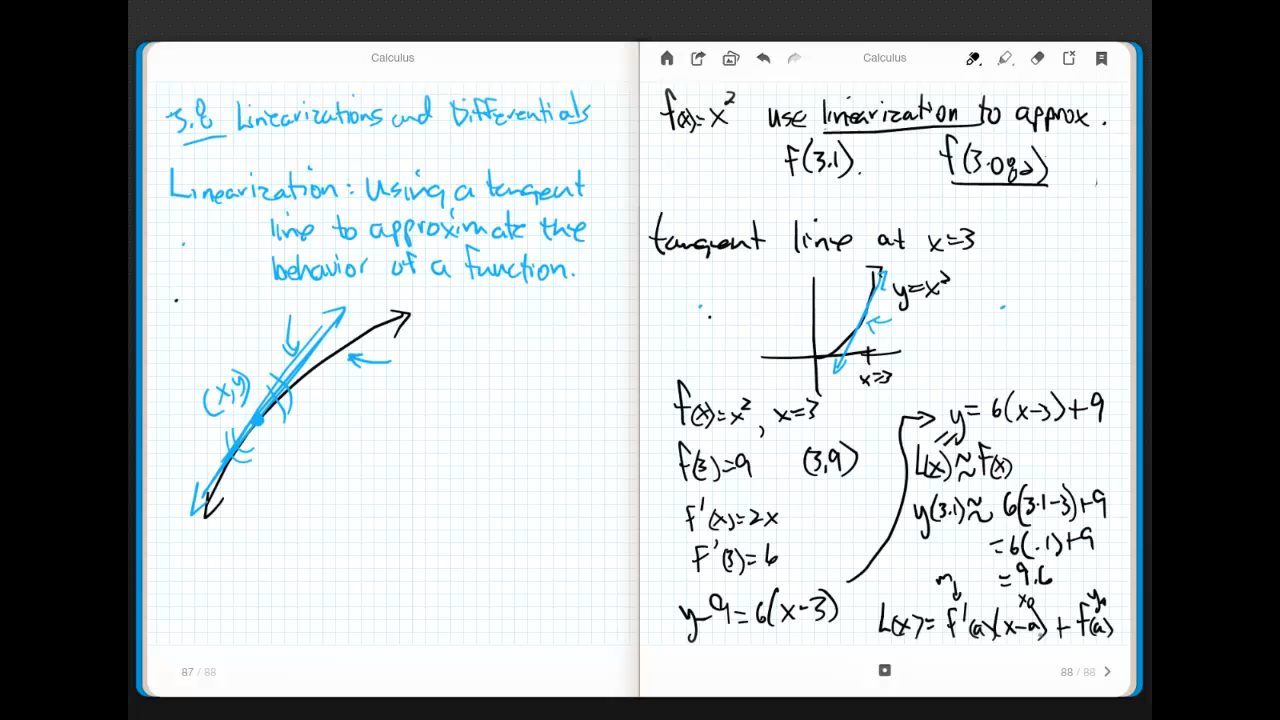 Calculus
3.8 Linearizations and Differentials
Linearization: Using a tangent
line to approximate the
behavior of a function.
(x,y)
87 / 88
Calculus
f(x)=x² use linearization to approx.
f(3.1). f(3.092)
tangent line at x=3
y=x²
x=3
f(x)=x², x=3
f(3)=9 (3,9)
f'(x)=2x
f'(3)=6
y-9=6(x-3)
y=6(x-3)+9
L(x)≈f(x)
y(3.1)≈6(3.1-3)+9
=6(.1)+9
=9.6
m x₀ y₀
L(x)=f'(a)(x-a)+f(a)
88 / 88